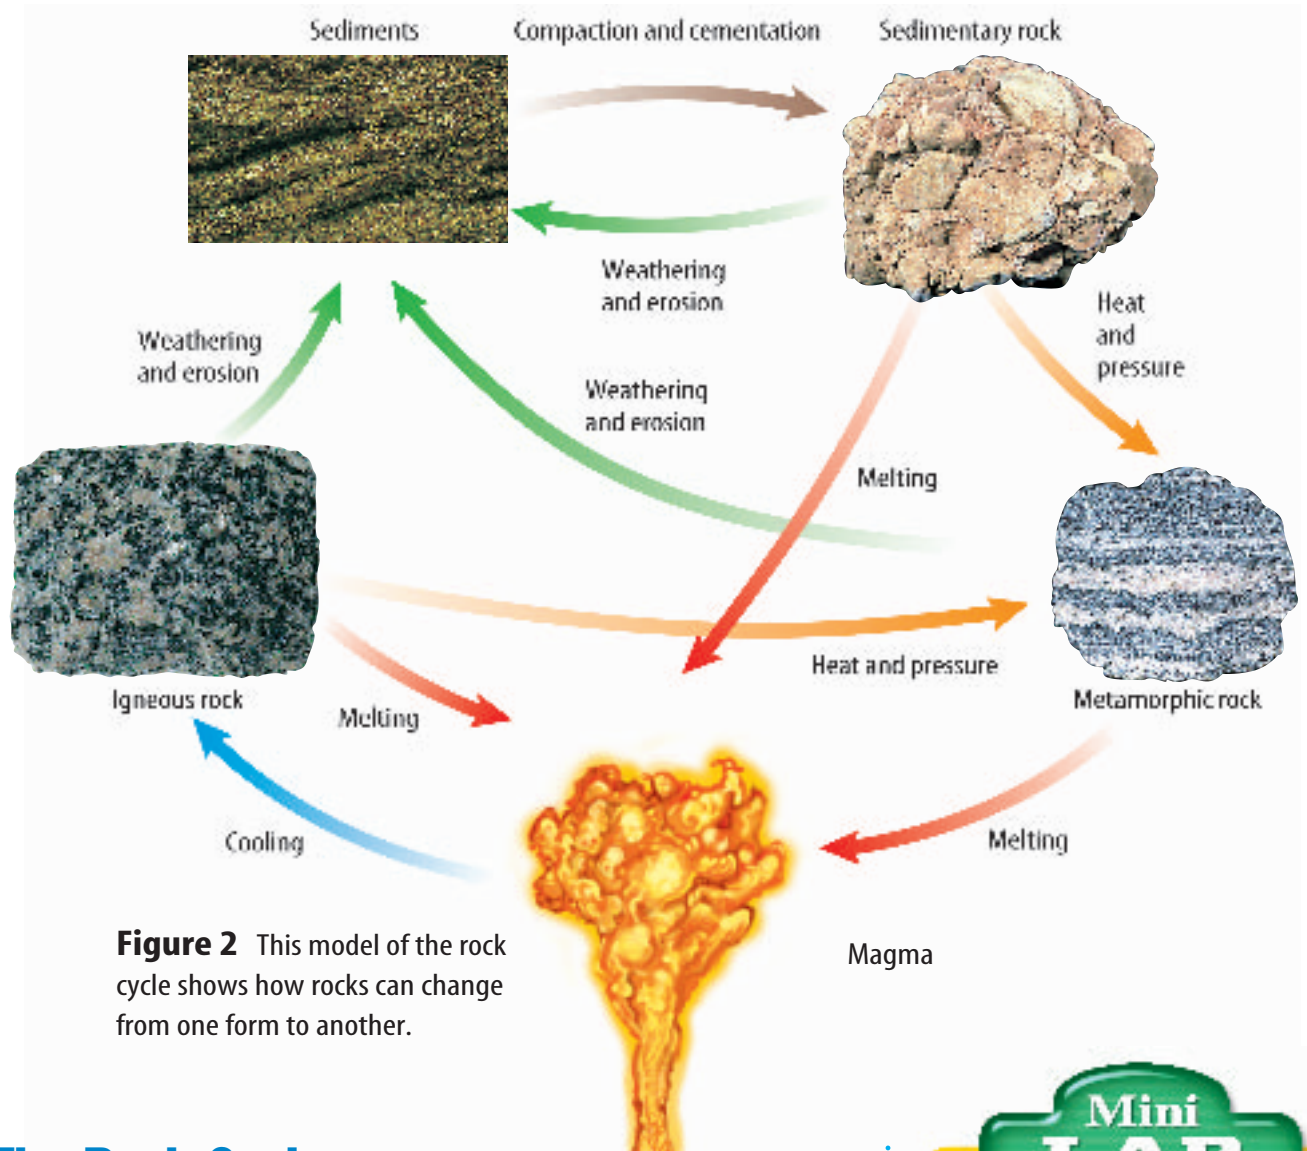 Sediments
Compaction and cementation
Sedimentary rock
Weathering
and erosion
Heat
and
pressure
Weathering
and erosion
Weathering
and erosion
Melting
Heat and pressure
Igneous rock
Metamorphic rock
Melting
Cooling
Melting
Figure 2 This model of the rock
cycle shows how rocks can change
from one form to another.
Magma
Mini